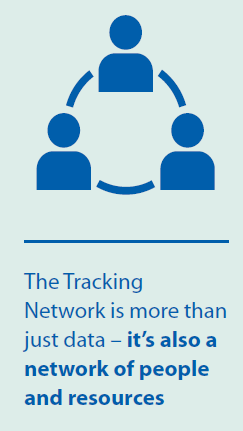 The Tracking
Network is more than
just data – it’s also a
network of people
and resources